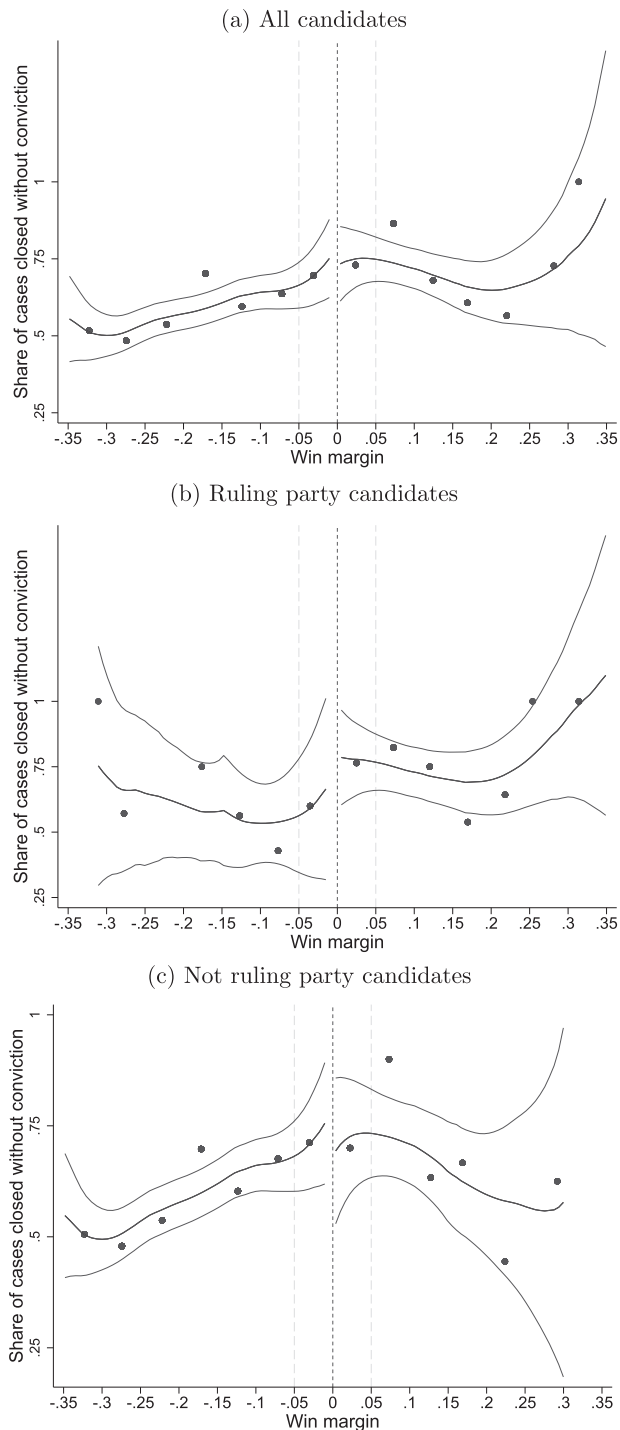 (a) All candidates
Share of cases closed without conviction
1
.75
.5
.25
-.35 -.3 -.25 -.2 -.15 -.1 -.05 0 .05 .1 .15 .2 .25 .3 .35
Win margin
(b) Ruling party candidates
Share of cases closed without conviction
1
.75
.5
.25
-.35 -.3 -.25 -.2 -.15 -.1 -.05 0 .05 .1 .15 .2 .25 .3 .35
Win margin
(c) Not ruling party candidates
Share of cases closed without conviction
1
.75
.5
.25
-.35 -.3 -.25 -.2 -.15 -.1 -.05 0 .05 .1 .15 .2 .25 .3 .35
Win margin